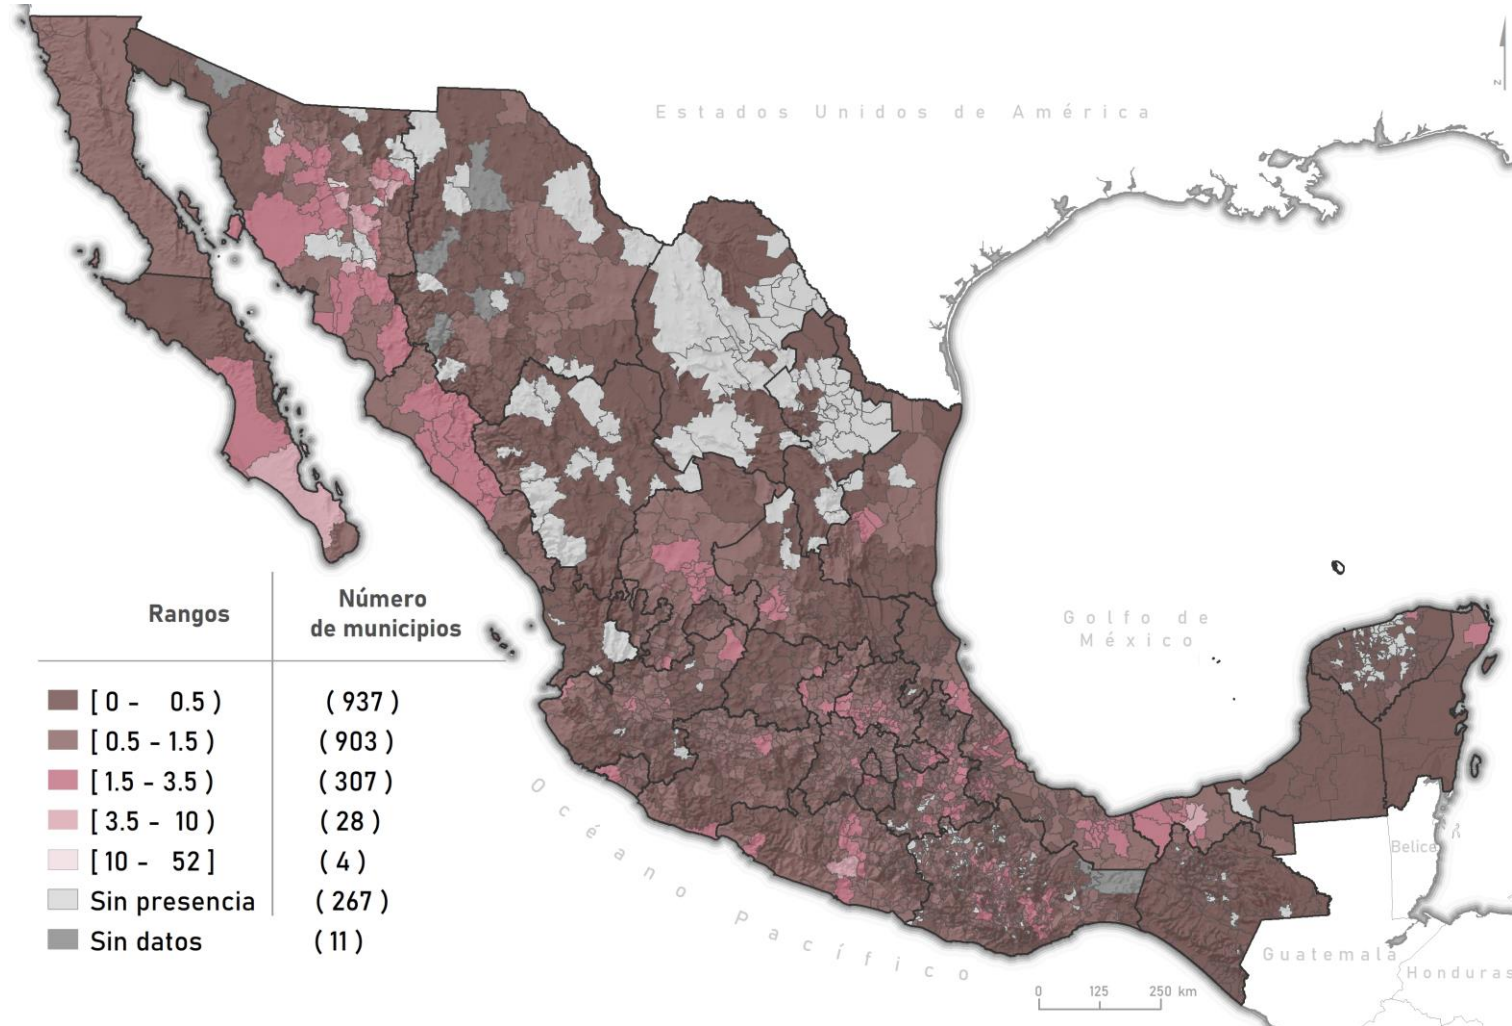 Estados Unidos de América
N
Golfo de
México
Rangos
Número
de municipios
[ 0 - 0.5 ) ( 937 )
[ 0.5 - 1.5 ) ( 903 )
[ 1.5 - 3.5 ) ( 307 )
[ 3.5 - 10 ) ( 28 )
[ 10 - 52 ] ( 4 )
Sin presencia ( 267 )
Sin datos ( 11 )
Océano Pacífico
Belice
Guatemala
Honduras
0 125 250 km